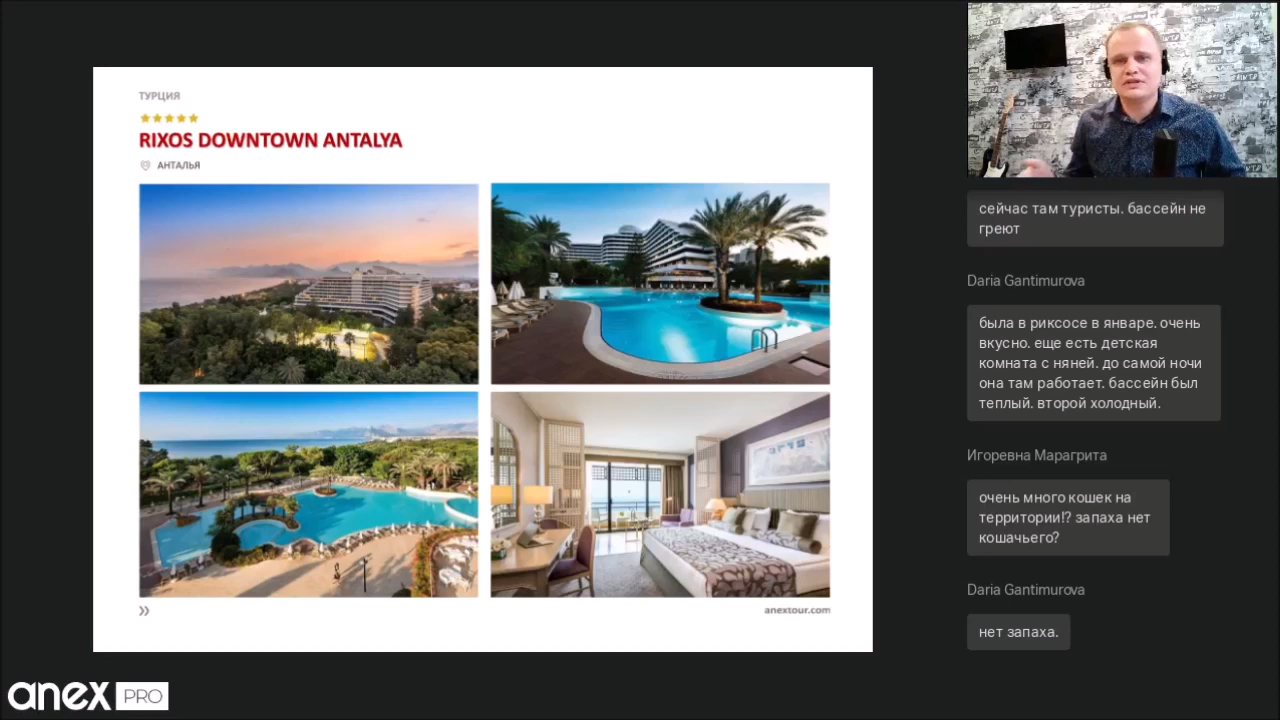 ТУРЦИЯ
RIXOS DOWNTOWN ANTALYA
АНТАЛЬЯ
anextour.com
anex PRO
сейчас там туристы. бассейн не
греют
Daria Gantimurova
была в риксосе в январе. очень
вкусно. еще есть детская
комната с няней. до самой ночи
она там работает. бассейн был
теплый. второй холодный.
Игоревна Марагрита
очень много кошек на
территории!? запаха нет
кошачьего?
Daria Gantimurova
нет запаха.